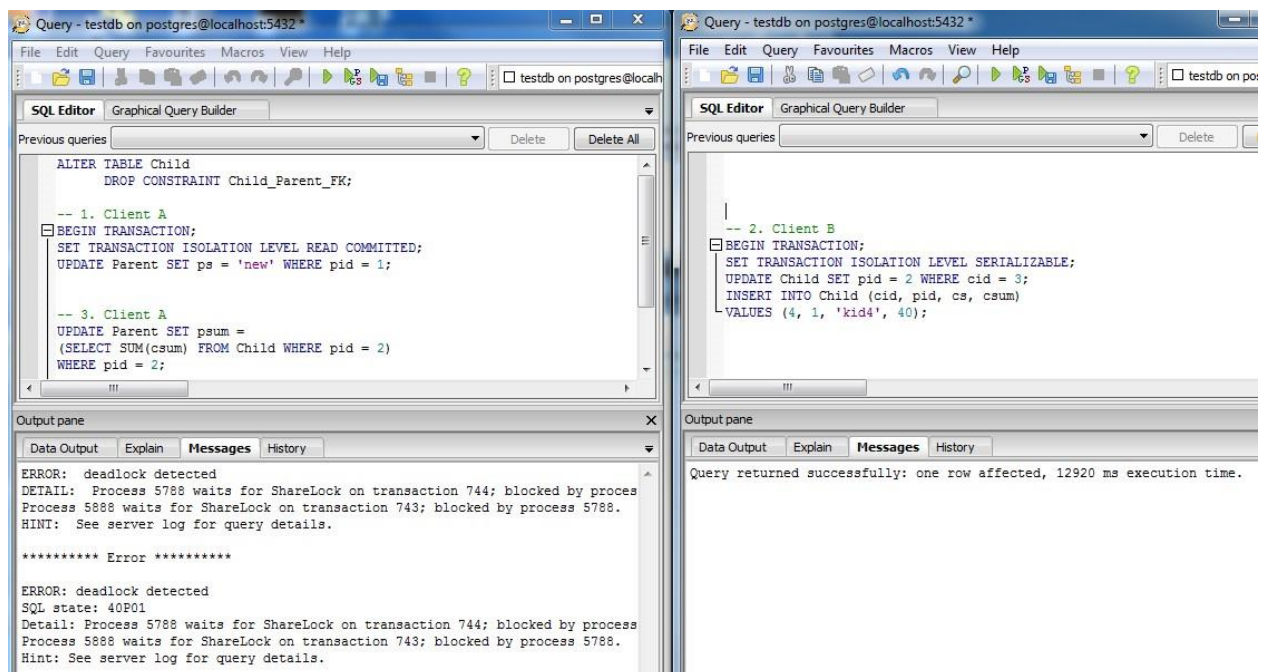 Query - testdb on postgres@localhost:5432 *
File Edit Query Favourites Macros View Help
testdb on postgres@localh
SQL Editor Graphical Query Builder
Previous queries Delete Delete All
ALTER TABLE Child
DROP CONSTRAINT Child_Parent_FK;
-- 1. Client A
BEGIN TRANSACTION;
SET TRANSACTION ISOLATION LEVEL READ COMMITTED;
UPDATE Parent SET ps = 'new' WHERE pid = 1;
-- 3. Client A
UPDATE Parent SET psum =
(SELECT SUM(csum) FROM Child WHERE pid = 2)
WHERE pid = 2;
Output pane
Data Output Explain Messages History
ERROR: deadlock detected
DETAIL: Process 5788 waits for ShareLock on transaction 744; blocked by proces
Process 5888 waits for ShareLock on transaction 743; blocked by process 5788.
HINT: See server log for query details.
********** Error **********
ERROR: deadlock detected
SQL state: 40P01
Detail: Process 5788 waits for ShareLock on transaction 744; blocked by process
Process 5888 waits for ShareLock on transaction 743; blocked by process 5788.
Hint: See server log for query details.
Query - testdb on postgres@localhost:5432 *
File Edit Query Favourites Macros View Help
testdb on pos
SQL Editor Graphical Query Builder
Previous queries Delete
-- 2. Client B
BEGIN TRANSACTION;
SET TRANSACTION ISOLATION LEVEL SERIALIZABLE;
UPDATE Child SET pid = 2 WHERE cid = 3;
INSERT INTO Child (cid, pid, cs, csum)
VALUES (4, 1, 'kid4', 40);
Output pane
Data Output Explain Messages History
Query returned successfully: one row affected, 12920 ms execution time.